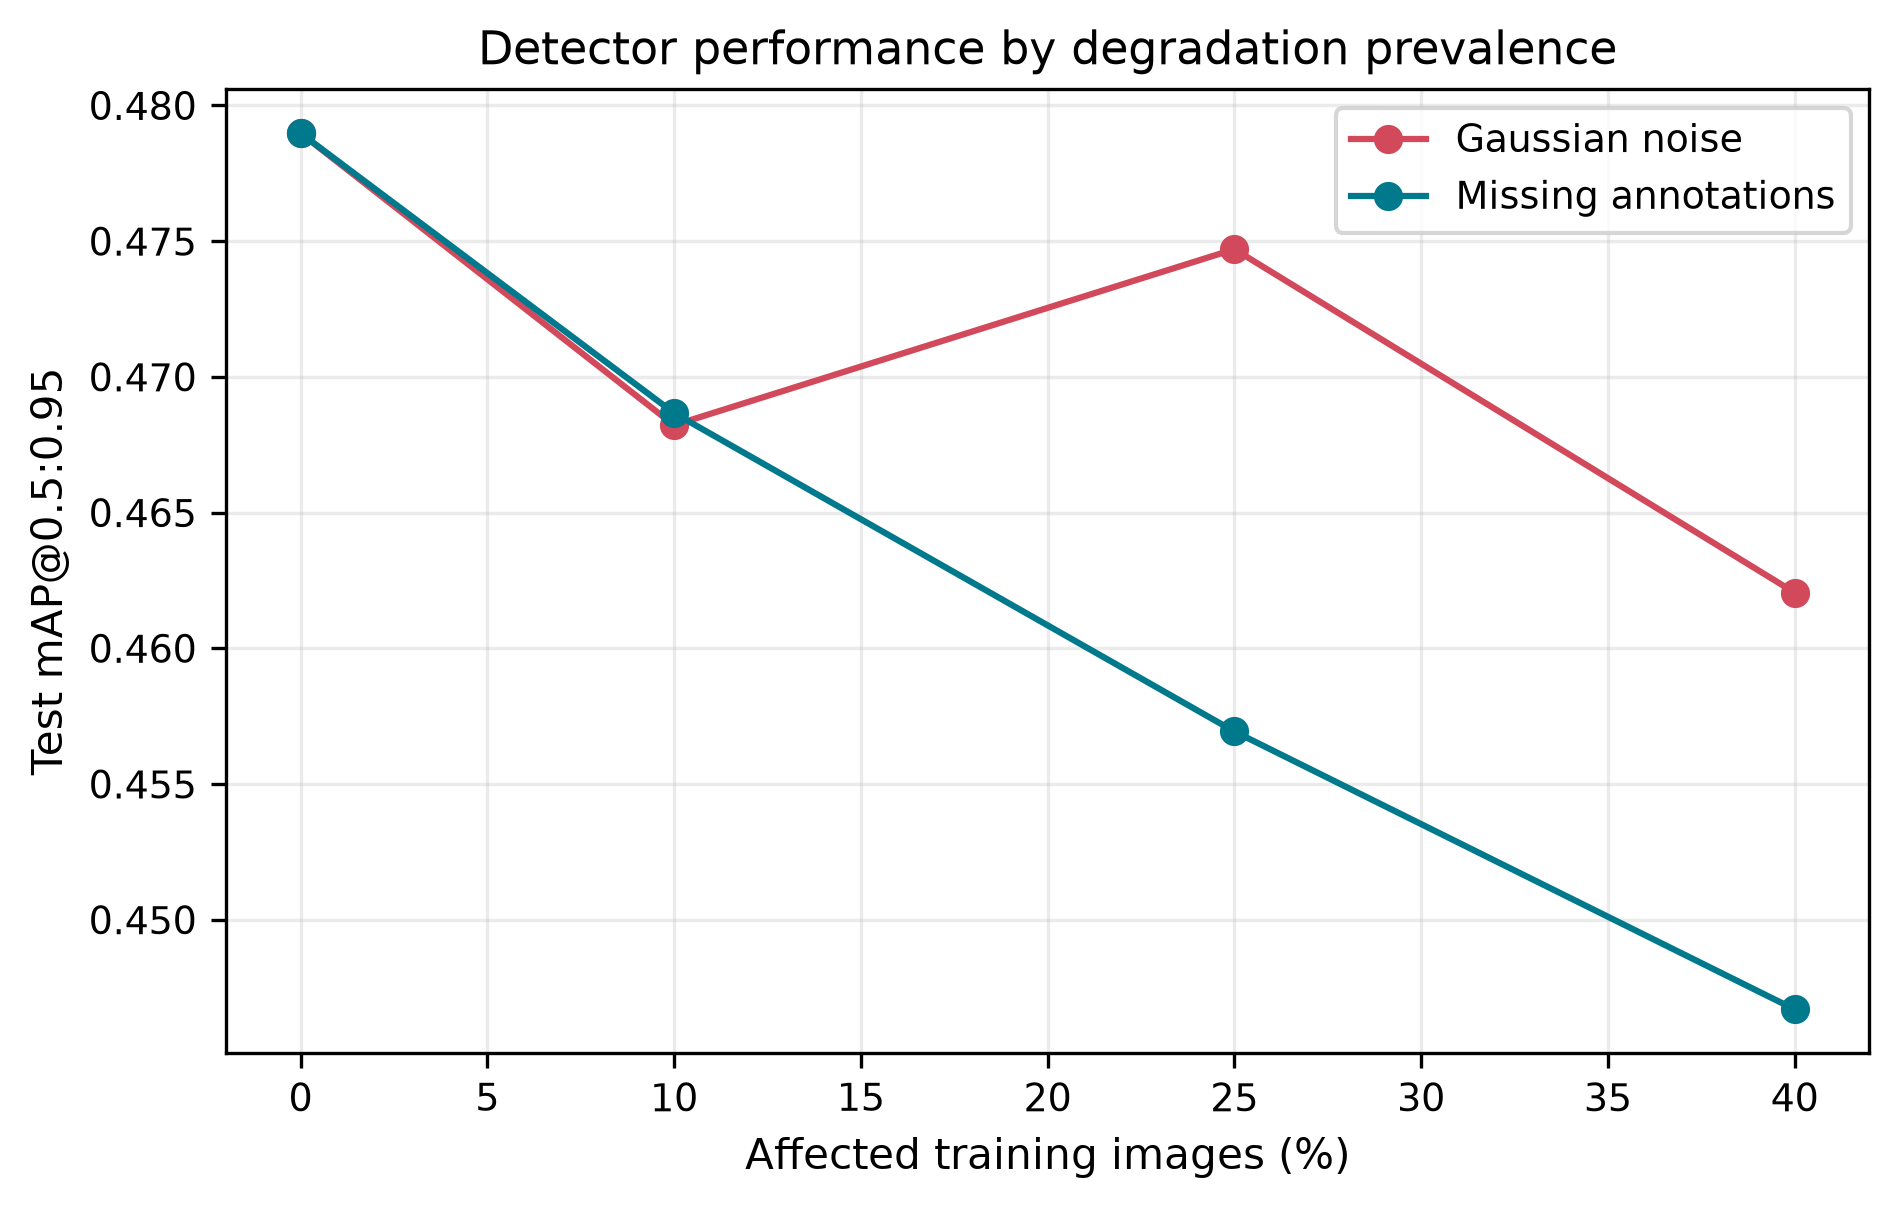 Detector performance by degradation prevalence
Gaussian noise
Missing annotations
Test mAP@0.5:0.95
0.480
0.475
0.470
0.465
0.460
0.455
0.450
0 5 10 15 20 25 30 35 40
Affected training images (%)